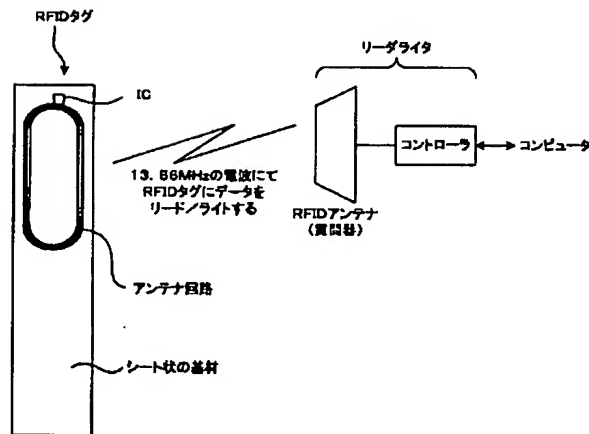 RFIDタグ
IC
リーダライタ
コントローラ
コンピュータ
13. 56MHzの電波にて
RFIDタグにデータを
リード/ライトする
RFIDアンテナ
(質問器)
アンテナ回路
シート状の基材